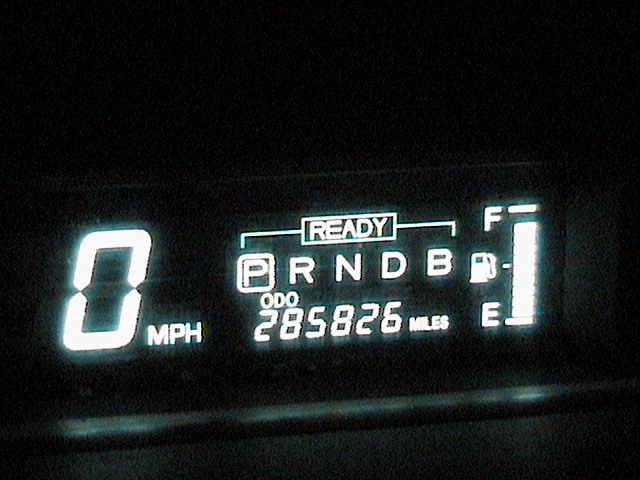 READY
F
P R N D B
ODO
0 MPH 285826 MILES
E